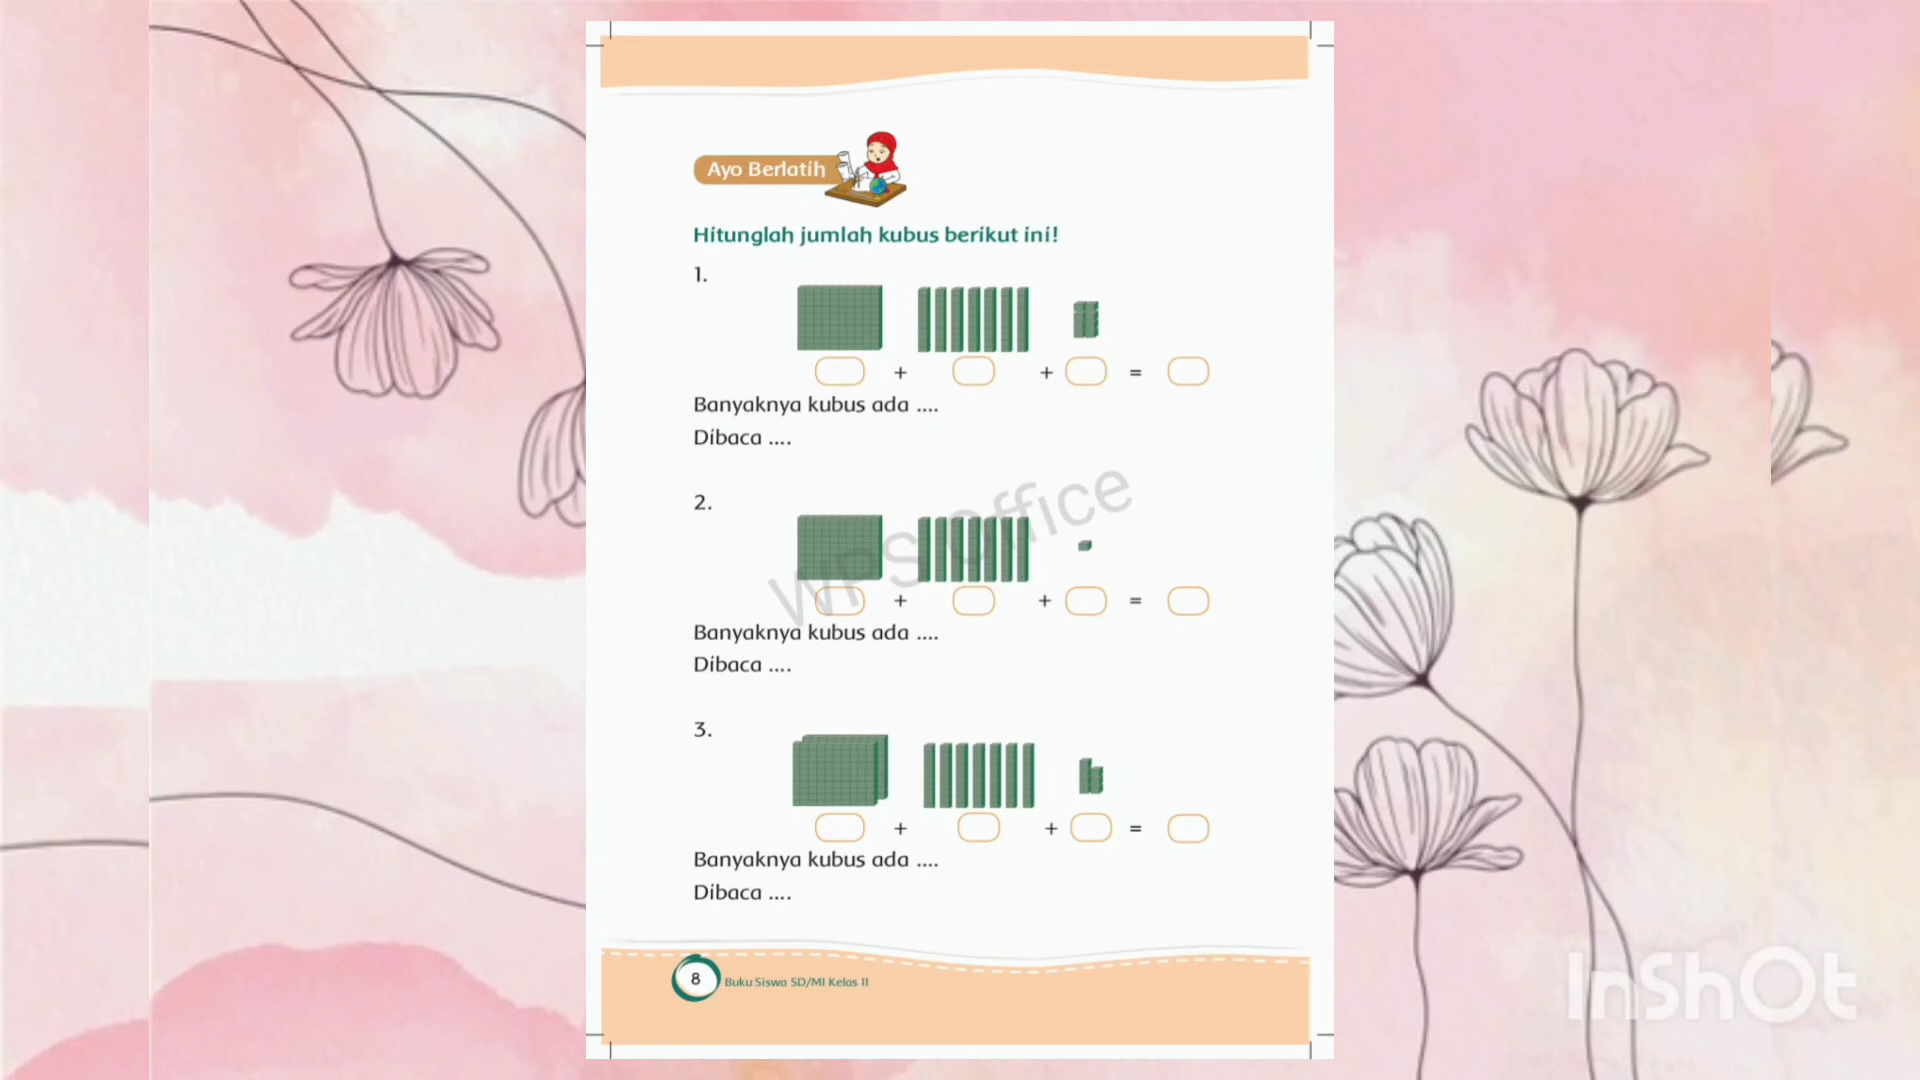 Ayo Berlatih
Hitunglah jumlah kubus berikut ini!
1.
+ + =
Banyaknya kubus ada ....
Dibaca ....
2.
+ + =
Banyaknya kubus ada ....
Dibaca ....
3.
+ + =
Banyaknya kubus ada ....
Dibaca ....
WPS Office
8 Buku Siswa SD/MI Kelas II
InShOt